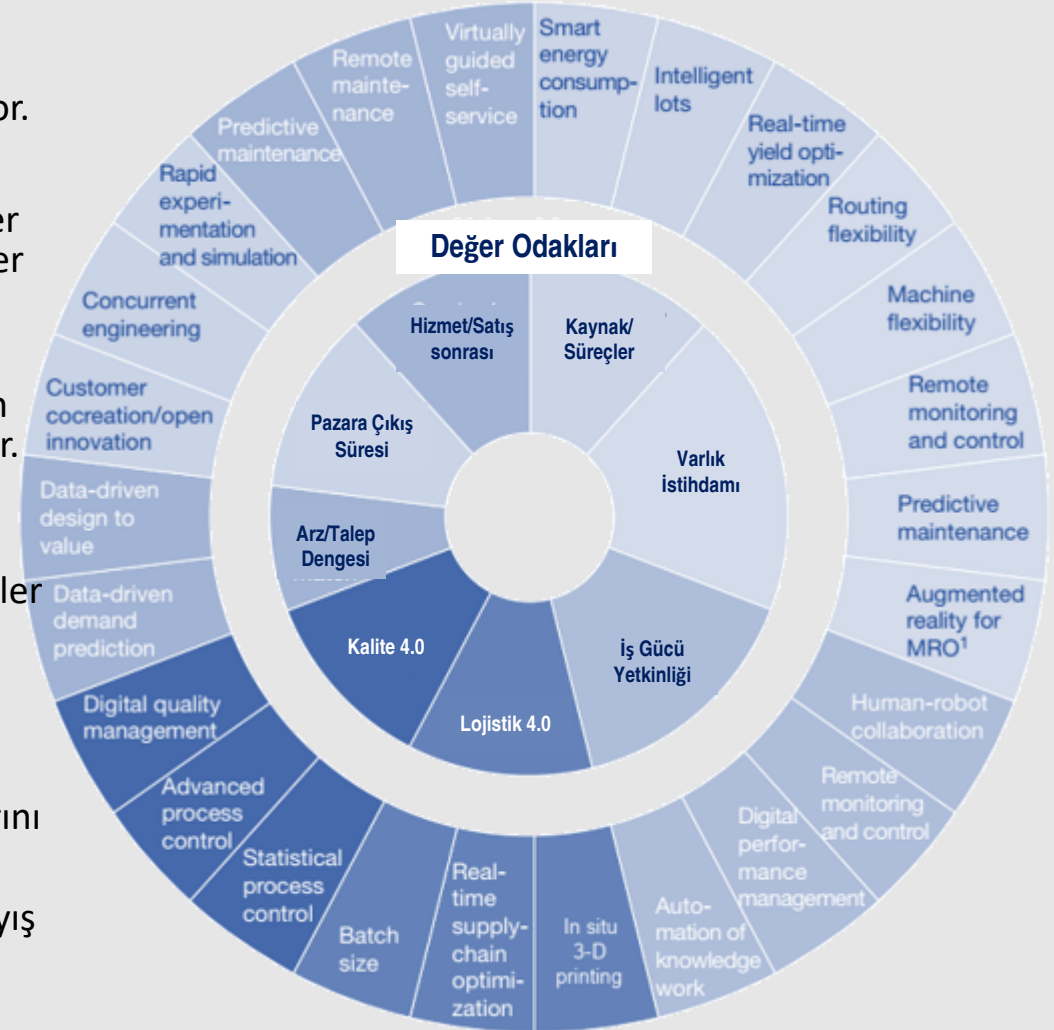 or.
er
er
n
r.
ler
ını
yış
Değer Odakları
Hizmet/Satış
sonrası
Kaynak/
Süreçler
Varlık
İstihdamı
İş Gücü
Yetkinliği
Lojistik 4.0
Kalite 4.0
Arz/Talep
Dengesi
Pazara Çıkış
Süresi
Smart
energy
consump-
tion
Intelligent
lots
Real-time
yield opti-
mization
Routing
flexibility
Machine
flexibility
Remote
monitoring
and control
Predictive
maintenance
Augmented
reality for
MRO¹
Human-robot
collaboration
Remote
monitoring
and control
Digital
perfor-
mance
management
Auto-
mation of
knowledge
work
In situ
3-D
printing
Real-
time
supply-
chain
optimi-
zation
Batch
size
Statistical
process
control
Advanced
process
control
Digital quality
management
Data-driven
demand
prediction
Data-driven
design to
value
Customer
cocreation/open
innovation
Concurrent
engineering
Rapid
experi-
mentation
and simulation
Predictive
maintenance
Remote
mainte-
nance
Virtually
guided
self-
service